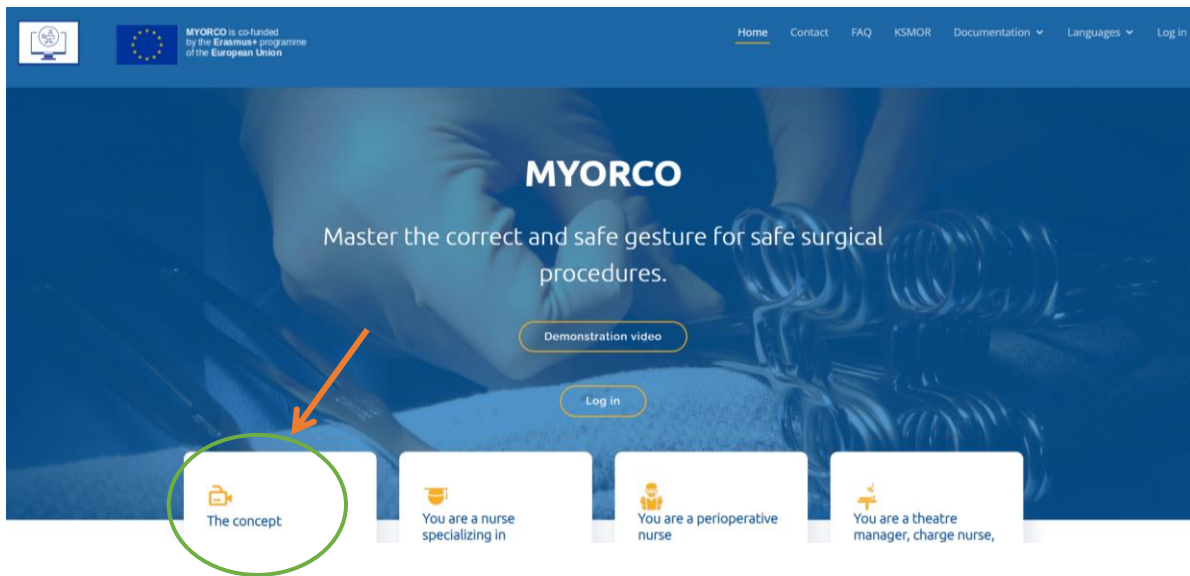 MYORCO is co-funded
by the Erasmus+ programme
of the European Union
Home Contact FAQ KSMOR Documentation Languages Log in
MYORCO
Master the correct and safe gesture for safe surgical
procedures.
Demonstration video
Log in
The concept
You are a nurse
specializing in
You are a perioperative
nurse
You are a theatre
manager, charge nurse,